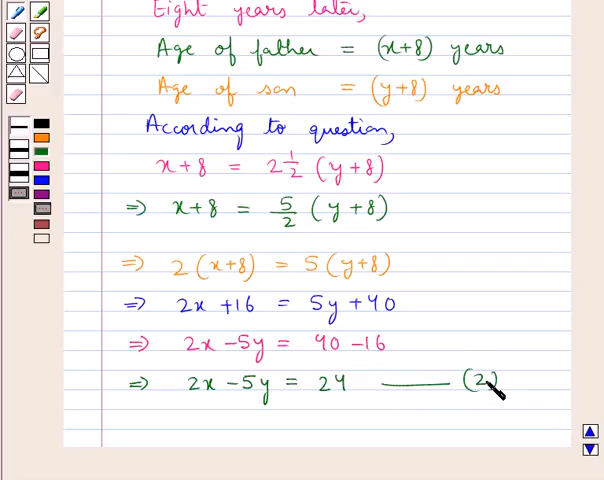 Eight years later,
Age of father = (x+8) years
Age of son = (y+8) years
According to question,
x+8 = 2 1/2 (y+8)
⇒ x+8 = 5/2 (y+8)
⇒ 2(x+8) = 5(y+8)
⇒ 2x+16 = 5y+40
⇒ 2x-5y = 40-16
⇒ 2x-5y = 24 —— (2)